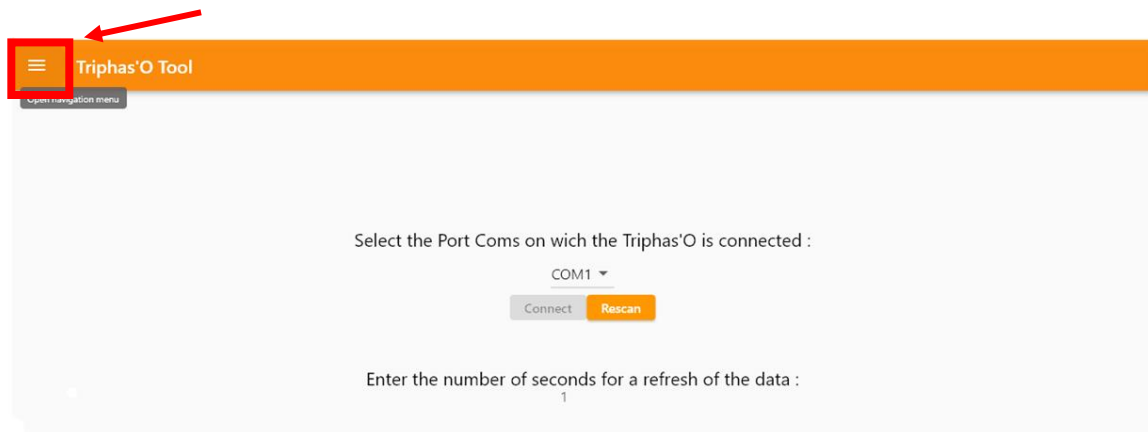 Triphas'O Tool
Open navigation menu
Select the Port Coms on wich the Triphas'O is connected :
COM1
Connect Rescan
Enter the number of seconds for a refresh of the data :
1